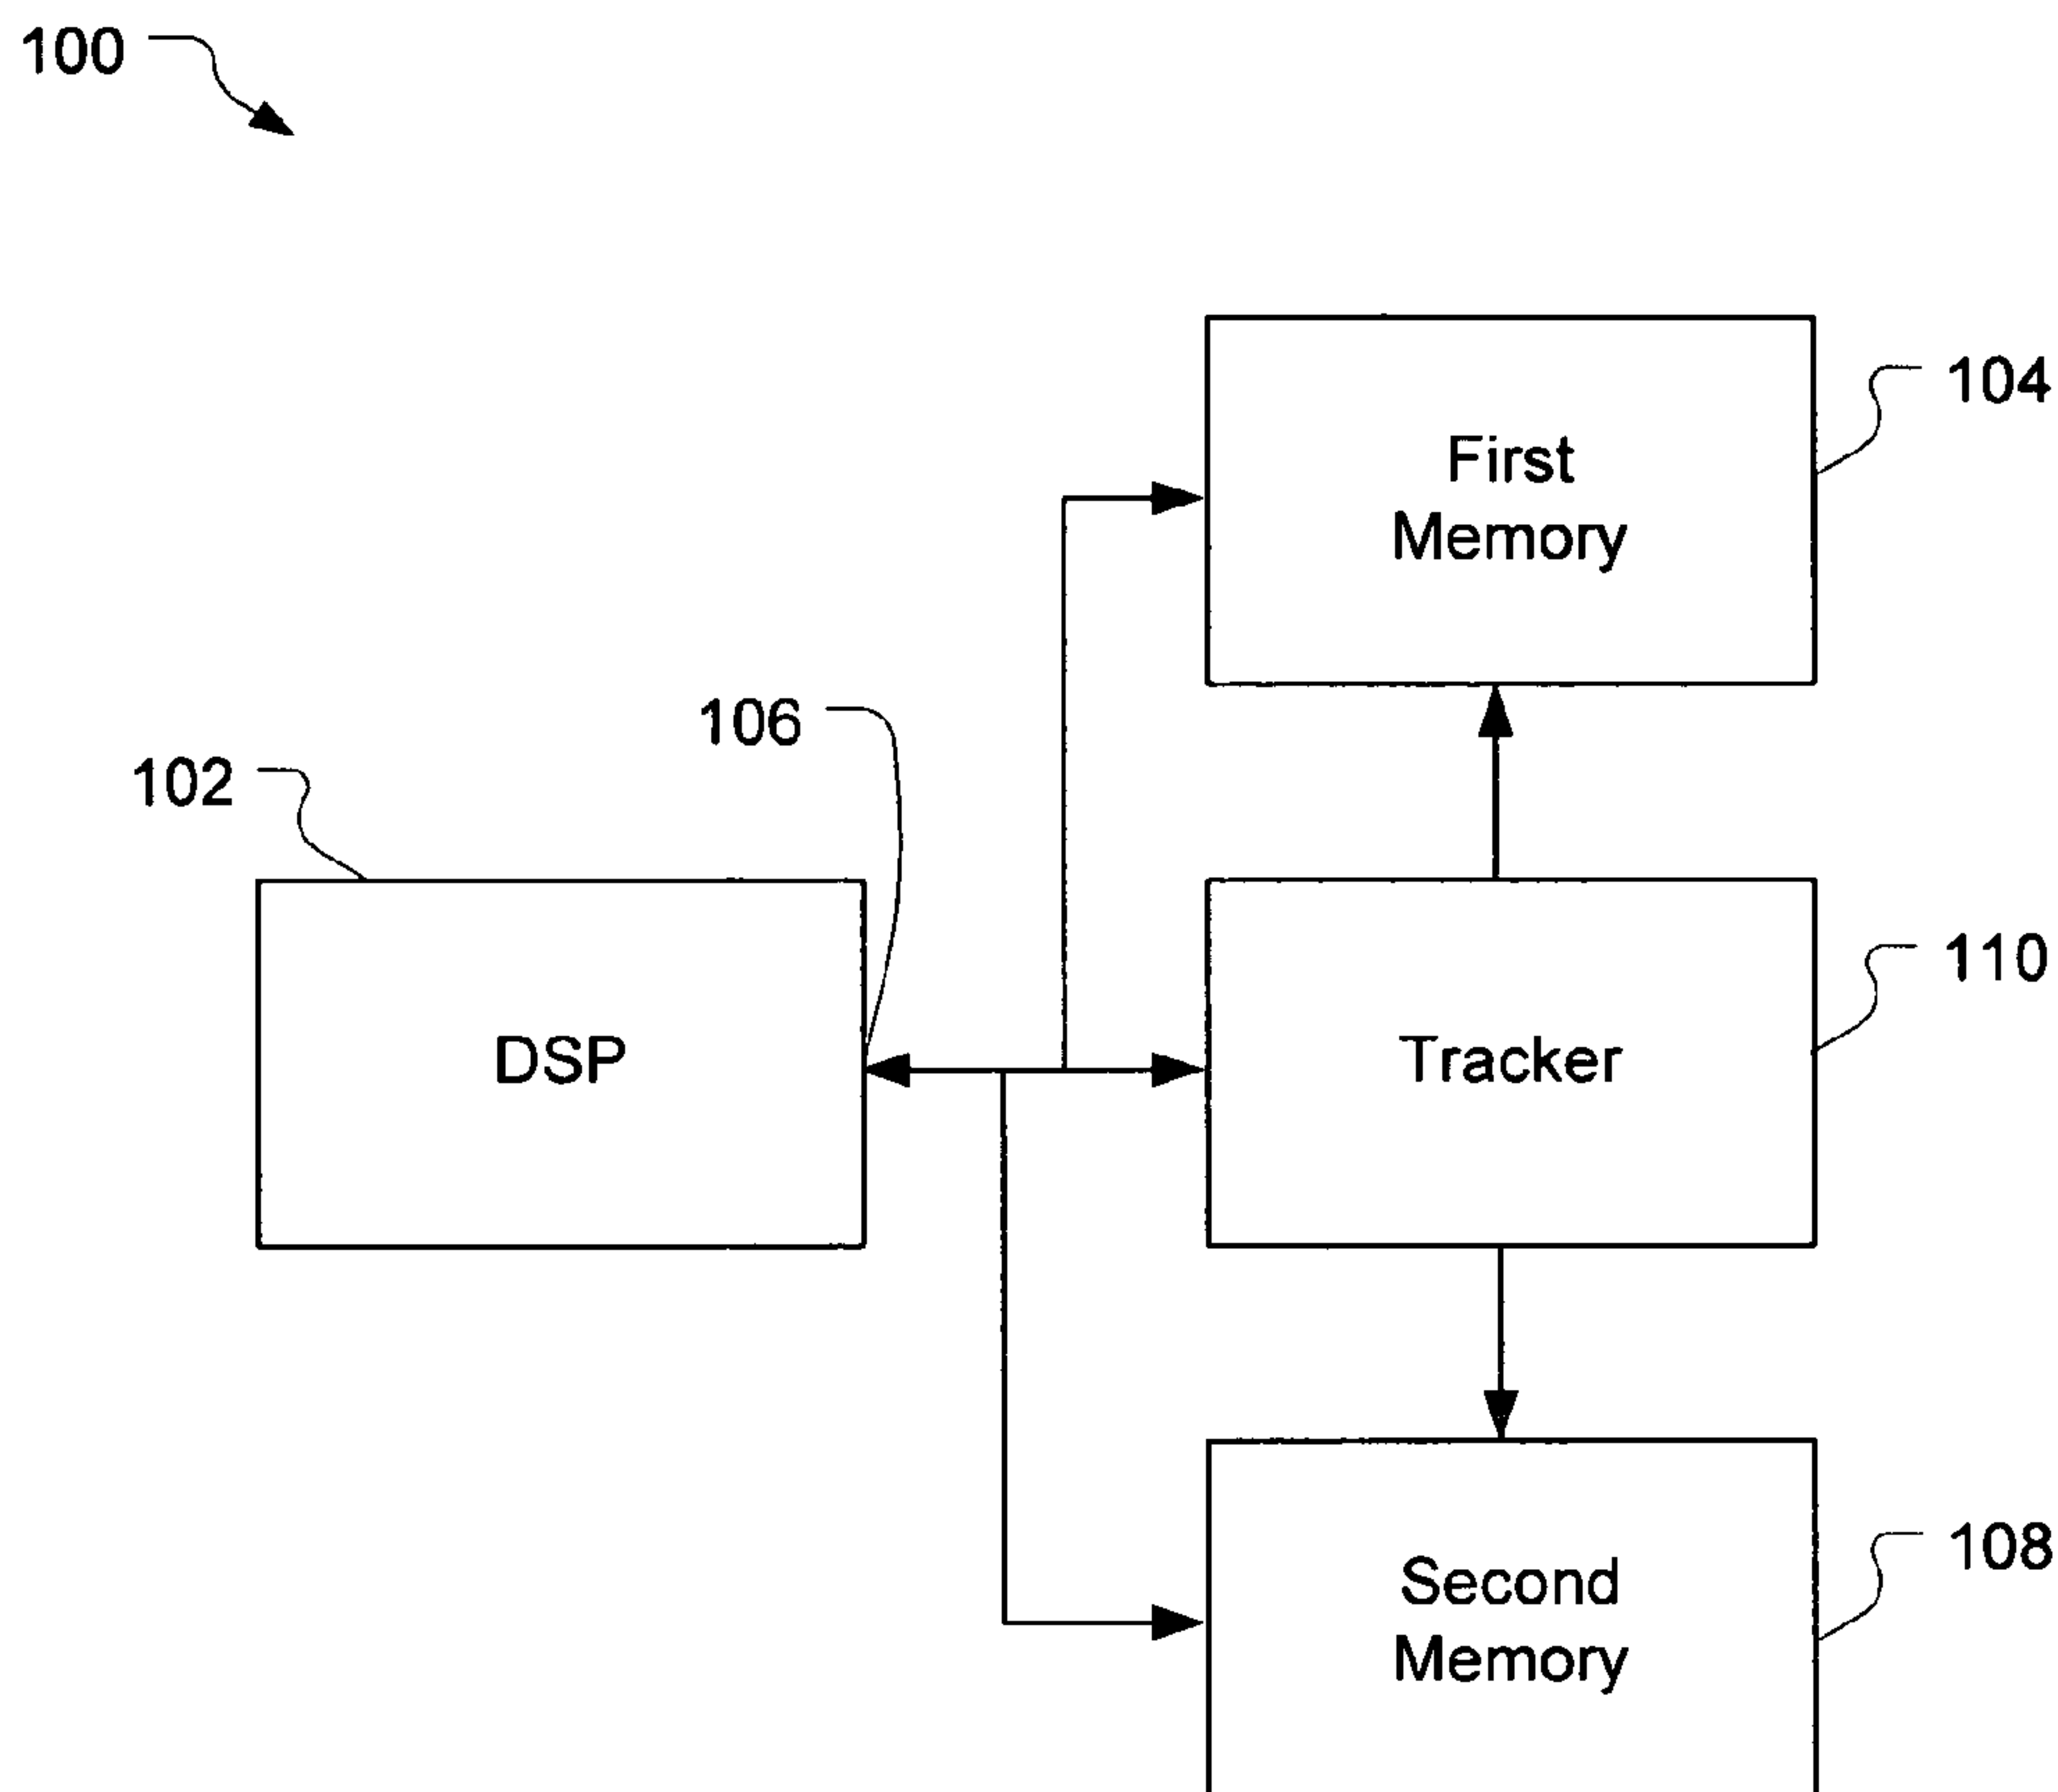 100
First
Memory
104
106
102
DSP
Tracker
110
Second
Memory
108